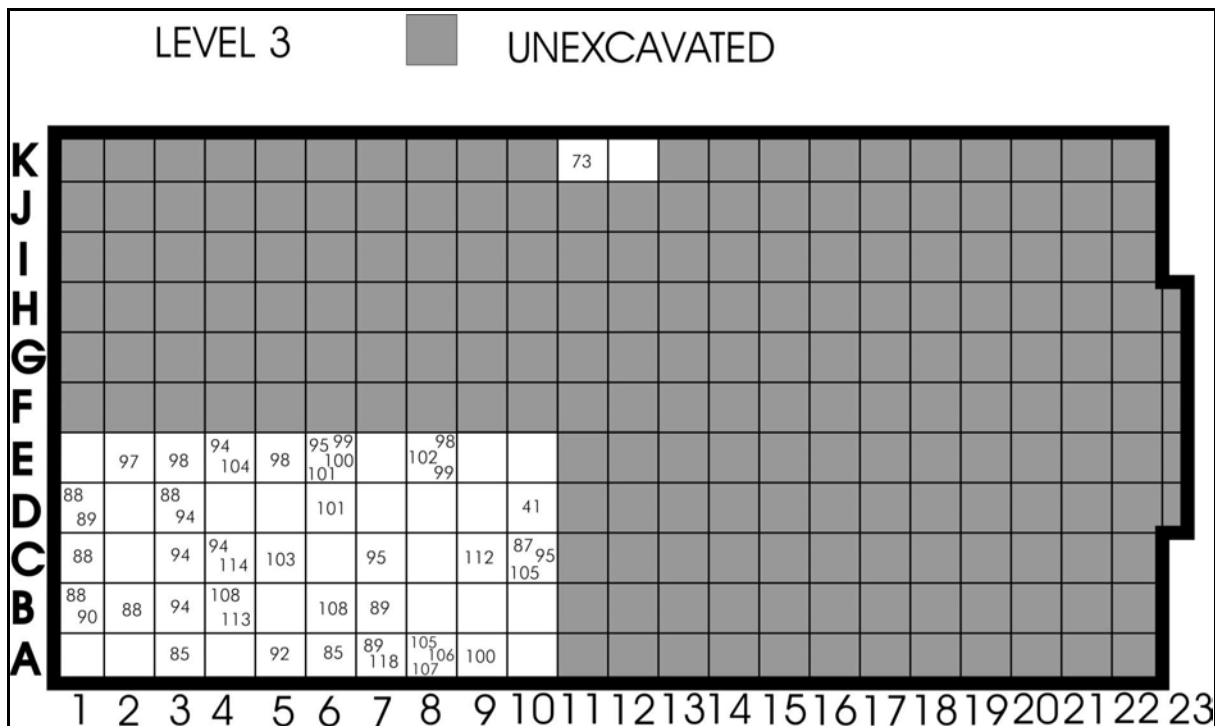 LEVEL 3 UNEXCAVATED
K 73
J
I
H
G
F
E 97 98 94 104 98 95 99 100 101 98 102 99
D 88 89 88 94 101 41
C 88 94 94 114 103 95 112 87 95 105
B 88 90 88 94 108 113 108 89
A 85 92 85 89 118 105 106 107 100
1 2 3 4 5 6 7 8 9 10 11 12 13 14 15 16 17 18 19 20 21 22 23